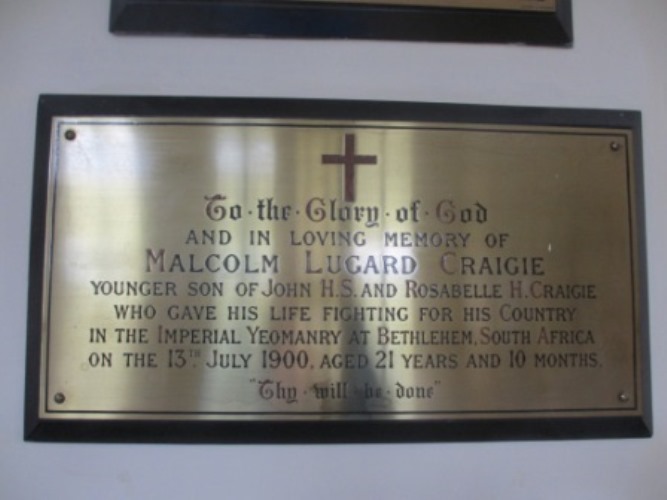 To · the · Glory · of · God
AND IN LOVING MEMORY OF
MALCOLM LUGARD CRAIGIE
YOUNGER SON OF JOHN H.S. AND ROSABELLE H. CRAIGIE
WHO GAVE HIS LIFE FIGHTING FOR HIS COUNTRY
IN THE IMPERIAL YEOMANRY AT BETHLEHEM, SOUTH AFRICA
ON THE 13TH JULY 1900, AGED 21 YEARS AND 10 MONTHS.
"Thy · will · be · done"